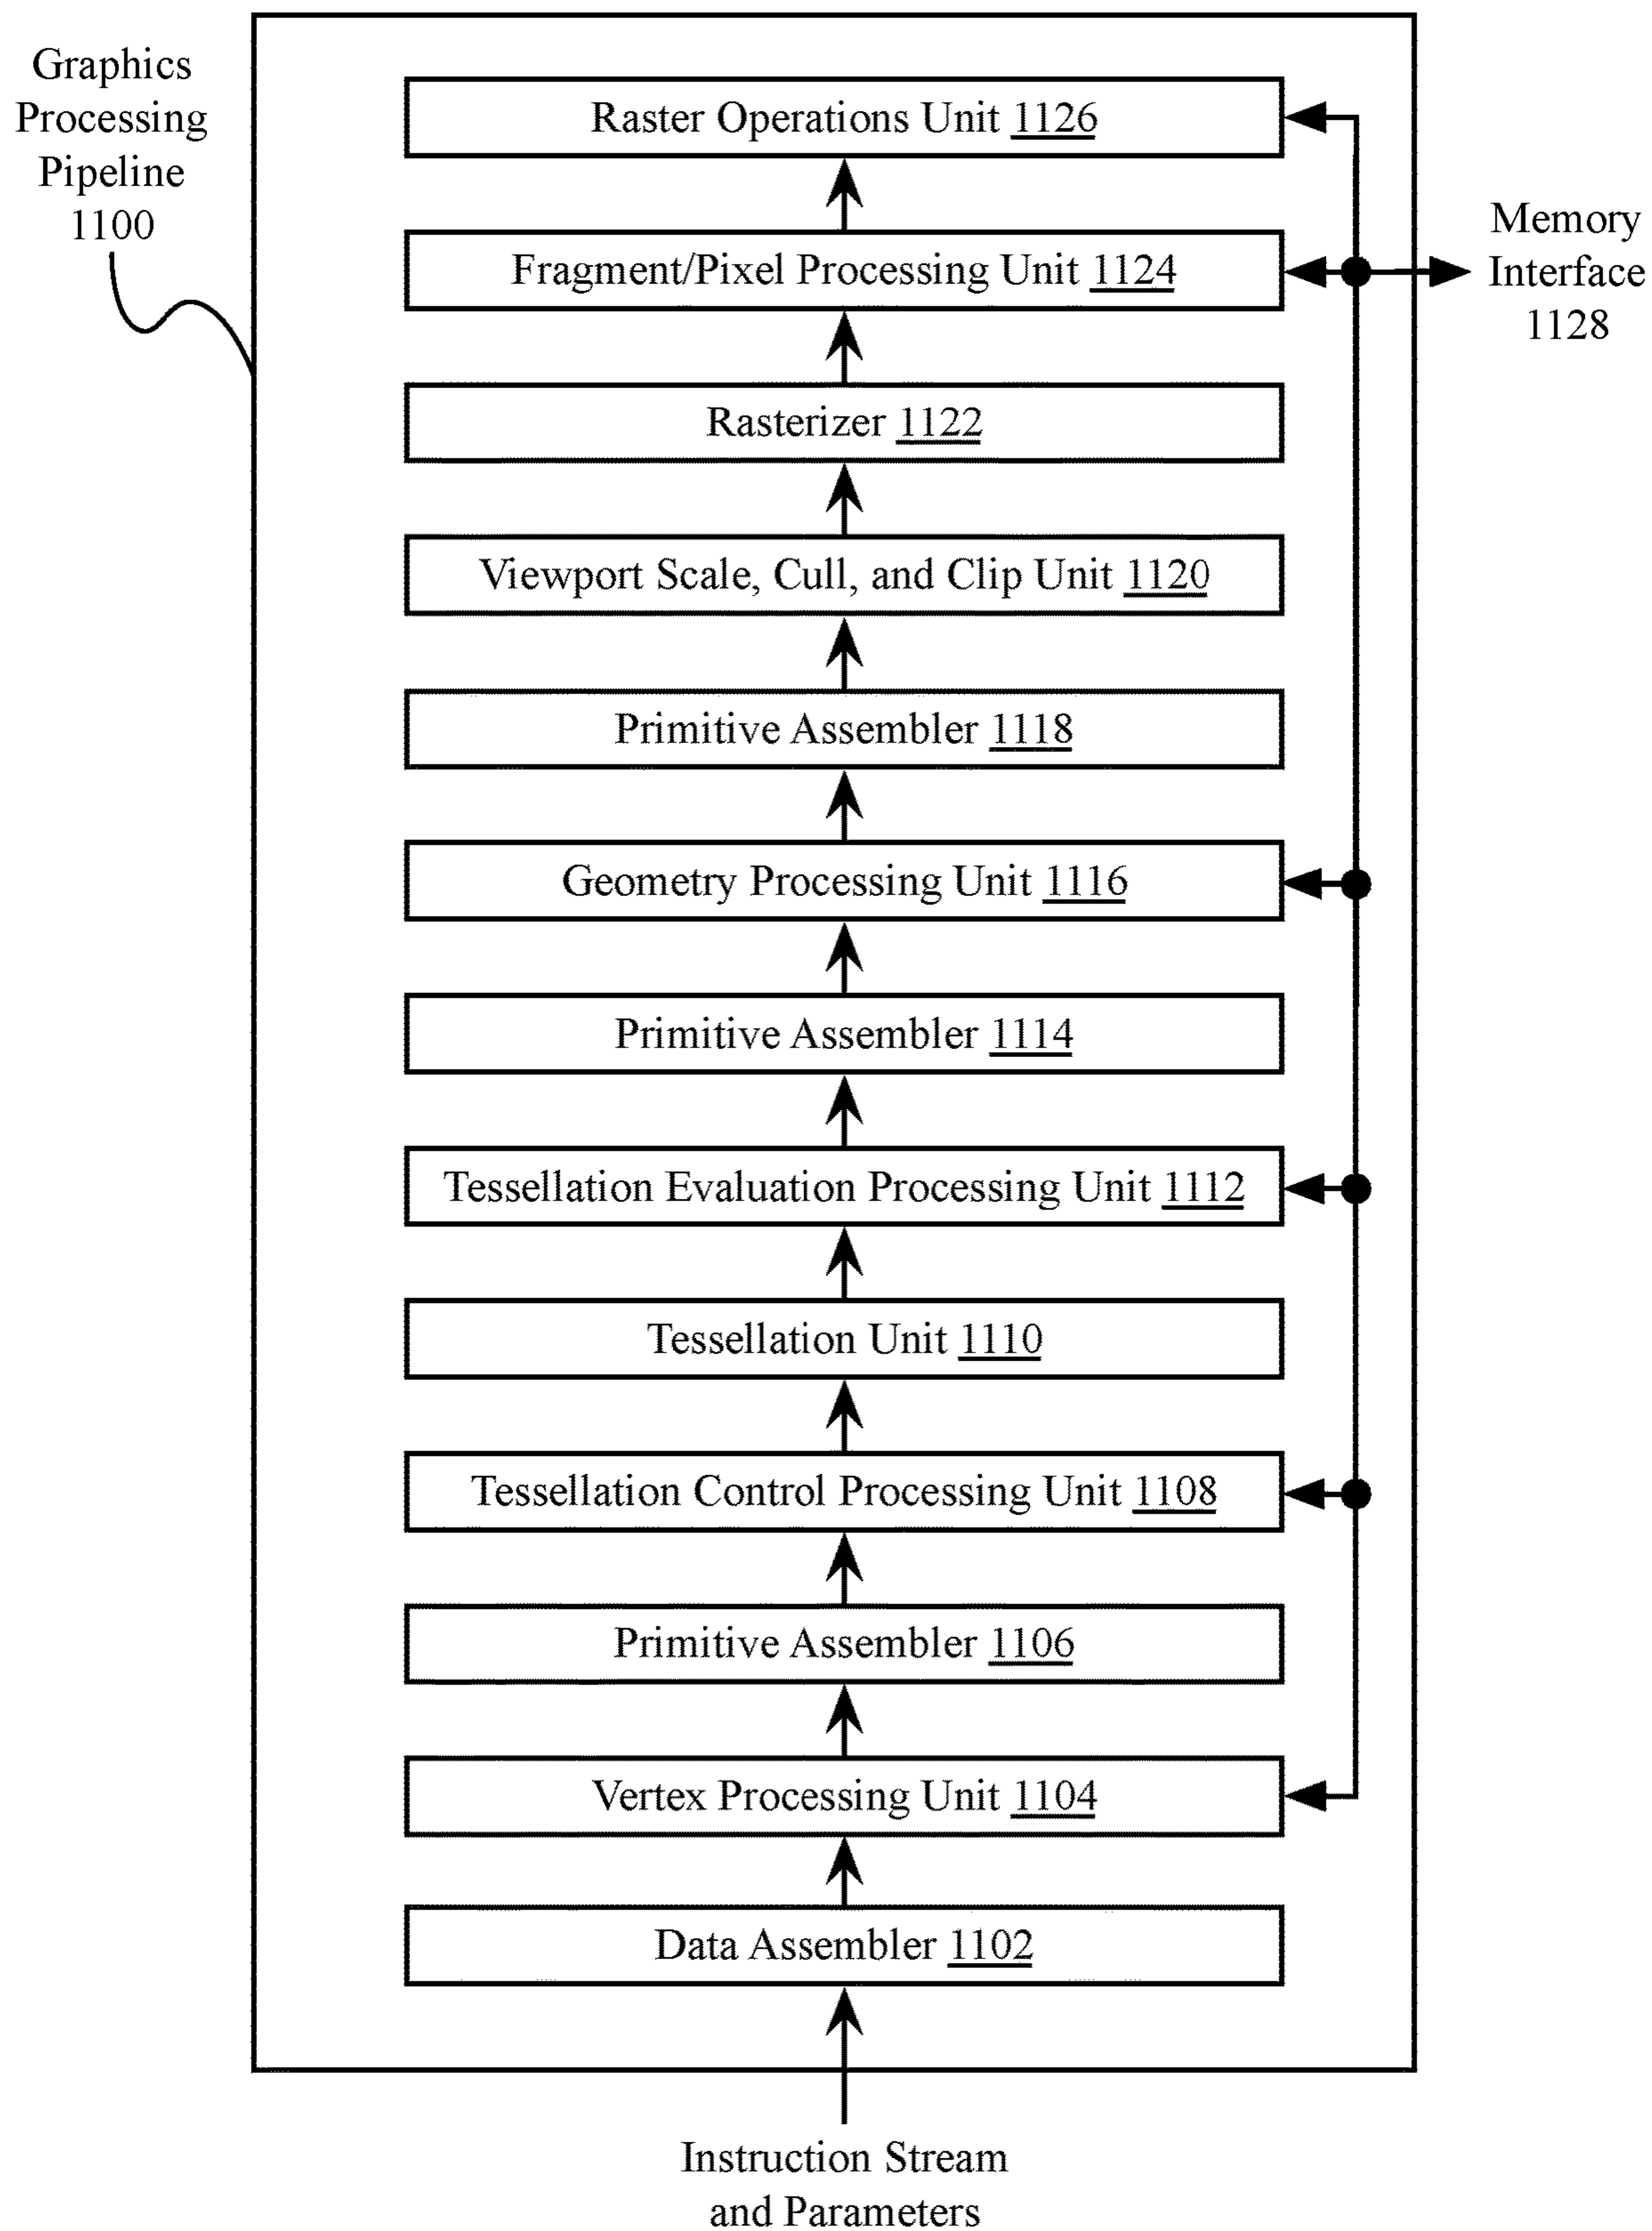 Graphics
Processing
Pipeline
1100
Raster Operations Unit 1126
Fragment/Pixel Processing Unit 1124
Memory
Interface
1128
Rasterizer 1122
Viewport Scale, Cull, and Clip Unit 1120
Primitive Assembler 1118
Geometry Processing Unit 1116
Primitive Assembler 1114
Tessellation Evaluation Processing Unit 1112
Tessellation Unit 1110
Tessellation Control Processing Unit 1108
Primitive Assembler 1106
Vertex Processing Unit 1104
Data Assembler 1102
Instruction Stream
and Parameters